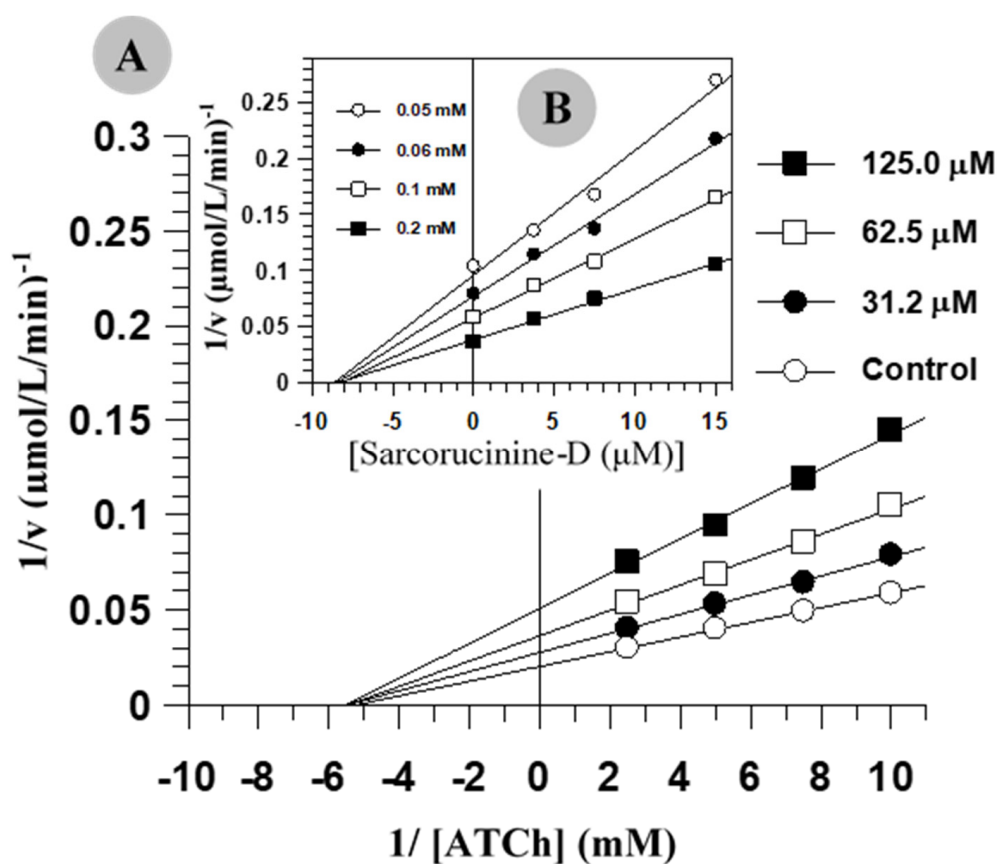 A
B
0.05 mM
0.06 mM
0.1 mM
0.2 mM
0.25
0.2
0.15
0.1
0.05
0
1/v (µmol/L/min)⁻¹
-10 -5 0 5 10 15
[Sarcorucinine-D (µM)]
125.0 µM
62.5 µM
31.2 µM
Control
0.3
0.25
0.2
0.15
0.1
0.05
0
1/v (µmol/L/min)⁻¹
-10 -8 -6 -4 -2 0 2 4 6 8 10
1/ [ATCh] (mM)